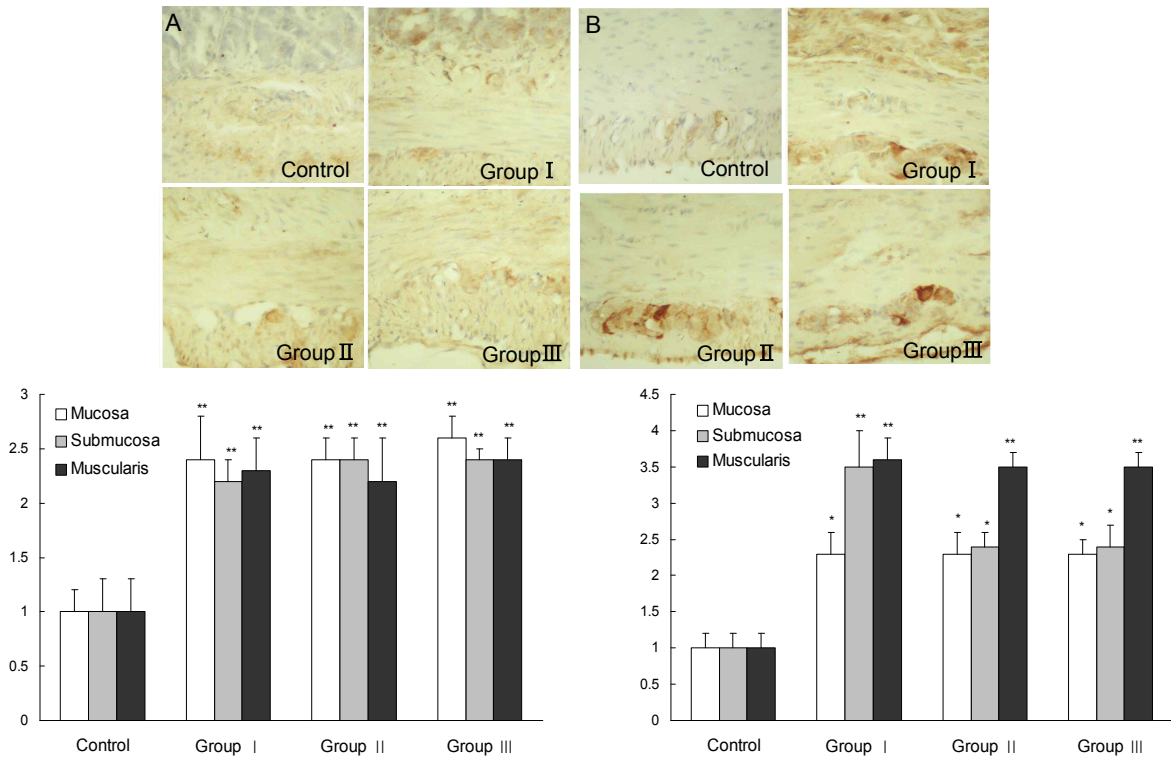 A
B
Control
Group Ⅰ
Control
Group Ⅰ
Group Ⅱ
Group Ⅲ
Group Ⅱ
Group Ⅲ
3
2.5
2
1.5
1
0.5
0
Mucosa
Submucosa
Muscularis
** ** **
** ** **
** ** **
Control Group Ⅰ Group Ⅱ Group Ⅲ
4.5
4
3.5
3
2.5
2
1.5
1
0.5
0
Mucosa
Submucosa
Muscularis
* ** **
* * **
* * **
Control Group Ⅰ Group Ⅱ Group Ⅲ